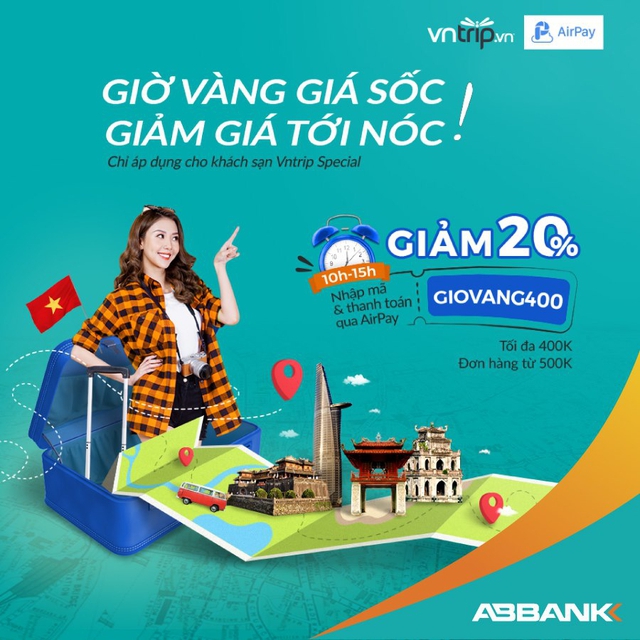 vntrip.vn
AirPay
GIỜ VÀNG GIÁ SỐC
GIẢM GIÁ TỚI NÓC !
Chỉ áp dụng cho khách sạn Vntrip Special
GIẢM 20%
10h-15h
Nhập mã
& thanh toán
qua AirPay
GIOVANG400
Tối đa 400K
Đơn hàng từ 500K
ABBANK